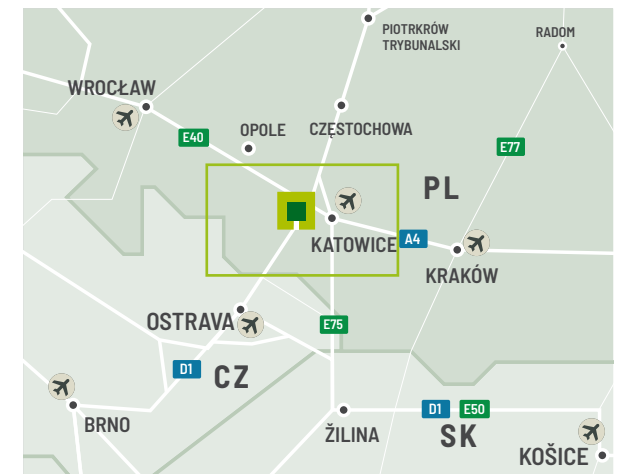 PIOTRKRÓW
TRYBUNALSKI
RADOM
WROCŁAW
E40
OPOLE
CZĘSTOCHOWA
E77
PL
KATOWICE
A4
KRAKÓW
OSTRAVA
E75
D1
CZ
BRNO
ŽILINA
D1
E50
SK
KOŠICE